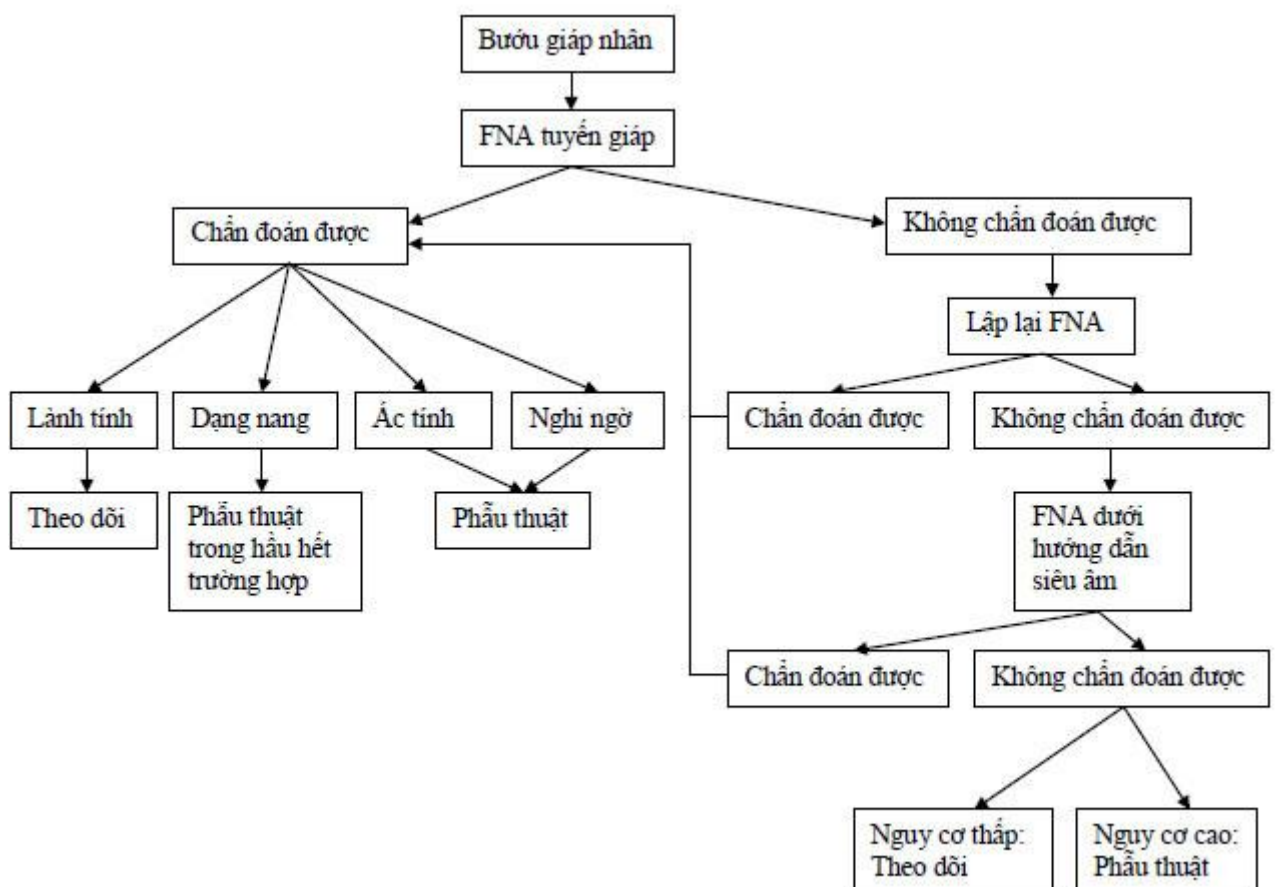 Bướu giáp nhân
FNA tuyến giáp
Chẩn đoán được
Không chẩn đoán được
Lập lại FNA
Lành tính
Dạng nang
Ác tính
Nghi ngờ
Chẩn đoán được
Không chẩn đoán được
Theo dõi
Phẫu thuật
trong hầu hết
trường hợp
Phẫu thuật
FNA dưới
hướng dẫn
siêu âm
Chẩn đoán được
Không chẩn đoán được
Nguy cơ thấp:
Theo dõi
Nguy cơ cao:
Phẫu thuật